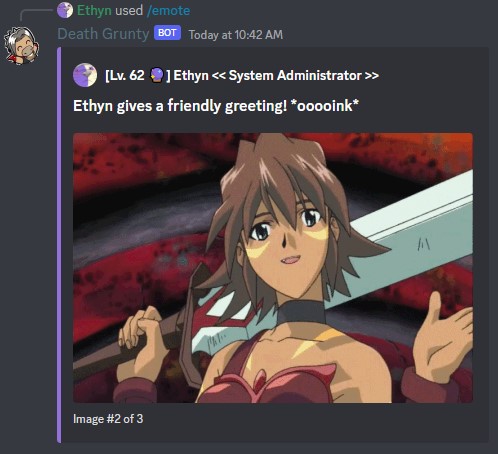 Ethyn used /emote
Death Grunty BOT Today at 10:42 AM
[Lv. 62 🔮] Ethyn << System Administrator >>
Ethyn gives a friendly greeting! *ooooink*
Image #2 of 3